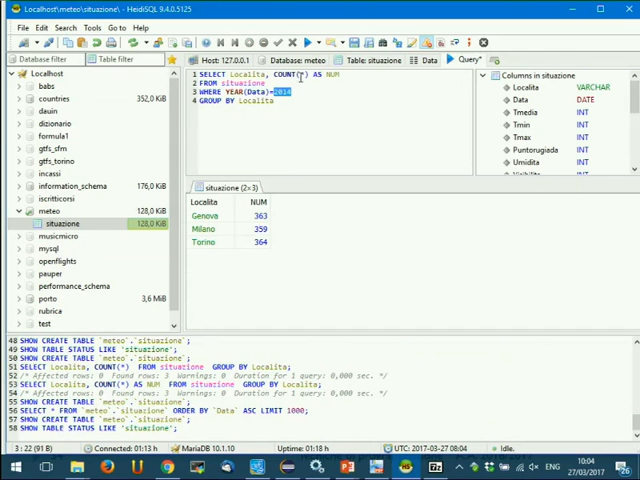 Localhost\meteo\situazione\ - HeidiSQL 9.4.0.5125
File Edit Search Tools Go to Help
Database filter Table filter
Host: 127.0.0.1 Database: meteo Table: situazione Data Query*
Localhost
babs
countries 352,0 KiB
dauin
dizionario
formula1
gtfs_sfm
gtfs_torino
incassi
information_schema 176,0 KiB
iscritticorsi
meteo 128,0 KiB
situazione 128,0 KiB
musicmicro
mysql
openflights
pauper
performance_schema
porto 3,6 MiB
rubrica
test
1 SELECT Localita, COUNT(*) AS NUM
2 FROM situazione
3 WHERE YEAR(Data)=2014
4 GROUP BY Localita
Columns in situazione
Localita VARCHAR
Data DATE
Tmedia INT
Tmin INT
Tmax INT
Puntorugiada INT
Umidita INT
situazione (2×3)
Localita NUM
Genova 363
Milano 359
Torino 364
48 SHOW CREATE TABLE `meteo`.`situazione`;
49 SHOW TABLE STATUS LIKE 'situazione';
50 SHOW CREATE TABLE `meteo`.`situazione`;
51 SELECT Localita, COUNT(*) FROM situazione GROUP BY Localita;
52 /* Affected rows: 0 Found rows: 3 Warnings: 0 Duration for 1 query: 0,000 sec. */
53 SELECT Localita, COUNT(*) AS NUM FROM situazione GROUP BY Localita;
54 /* Affected rows: 0 Found rows: 3 Warnings: 0 Duration for 1 query: 0,000 sec. */
56 SELECT * FROM `meteo`.`situazione` ORDER BY `Data` ASC LIMIT 1000;
57 SHOW CREATE TABLE `meteo`.`situazione`;
58 SHOW TABLE STATUS LIKE 'situazione';
3 : 22 (91 B) Connected: 01:13 h MariaDB 10.1.10 Uptime: 01:18 h UTC: 2017-03-27 08:04 Idle.
10:04
27/03/2017